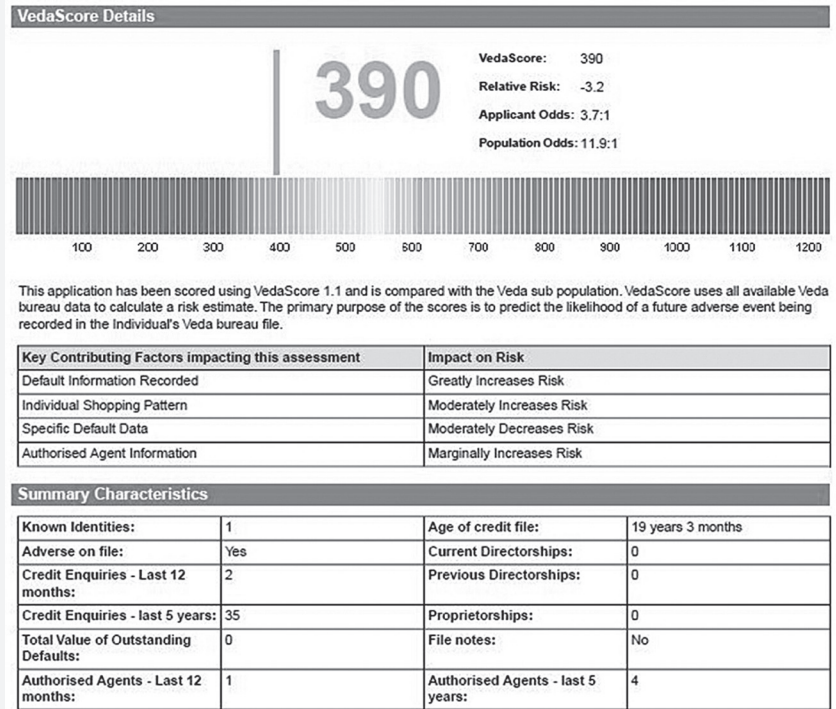 VedaScore Details
390
VedaScore: 390
Relative Risk: -3.2
Applicant Odds: 3.7:1
Population Odds: 11.9:1
100 200 300 400 500 600 700 800 900 1000 1100 1200
This application has been scored using VedaScore 1.1 and is compared with the Veda sub population. VedaScore uses all available Veda
bureau data to calculate a risk estimate. The primary purpose of the scores is to predict the likelihood of a future adverse event being
recorded in the Individual's Veda bureau file.
Key Contributing Factors impacting this assessment Impact on Risk
Default Information Recorded Greatly Increases Risk
Individual Shopping Pattern Moderately Increases Risk
Specific Default Data Moderately Decreases Risk
Authorised Agent Information Marginally Increases Risk
Summary Characteristics
Known Identities: 1 Age of credit file: 19 years 3 months
Adverse on file: Yes Current Directorships: 0
Credit Enquiries - Last 12 2 Previous Directorships: 0
months:
Credit Enquiries - last 5 years: 35 Proprietorships: 0
Total Value of Outstanding 0 File notes: No
Defaults:
Authorised Agents - Last 12 1 Authorised Agents - last 5 4
months: years: